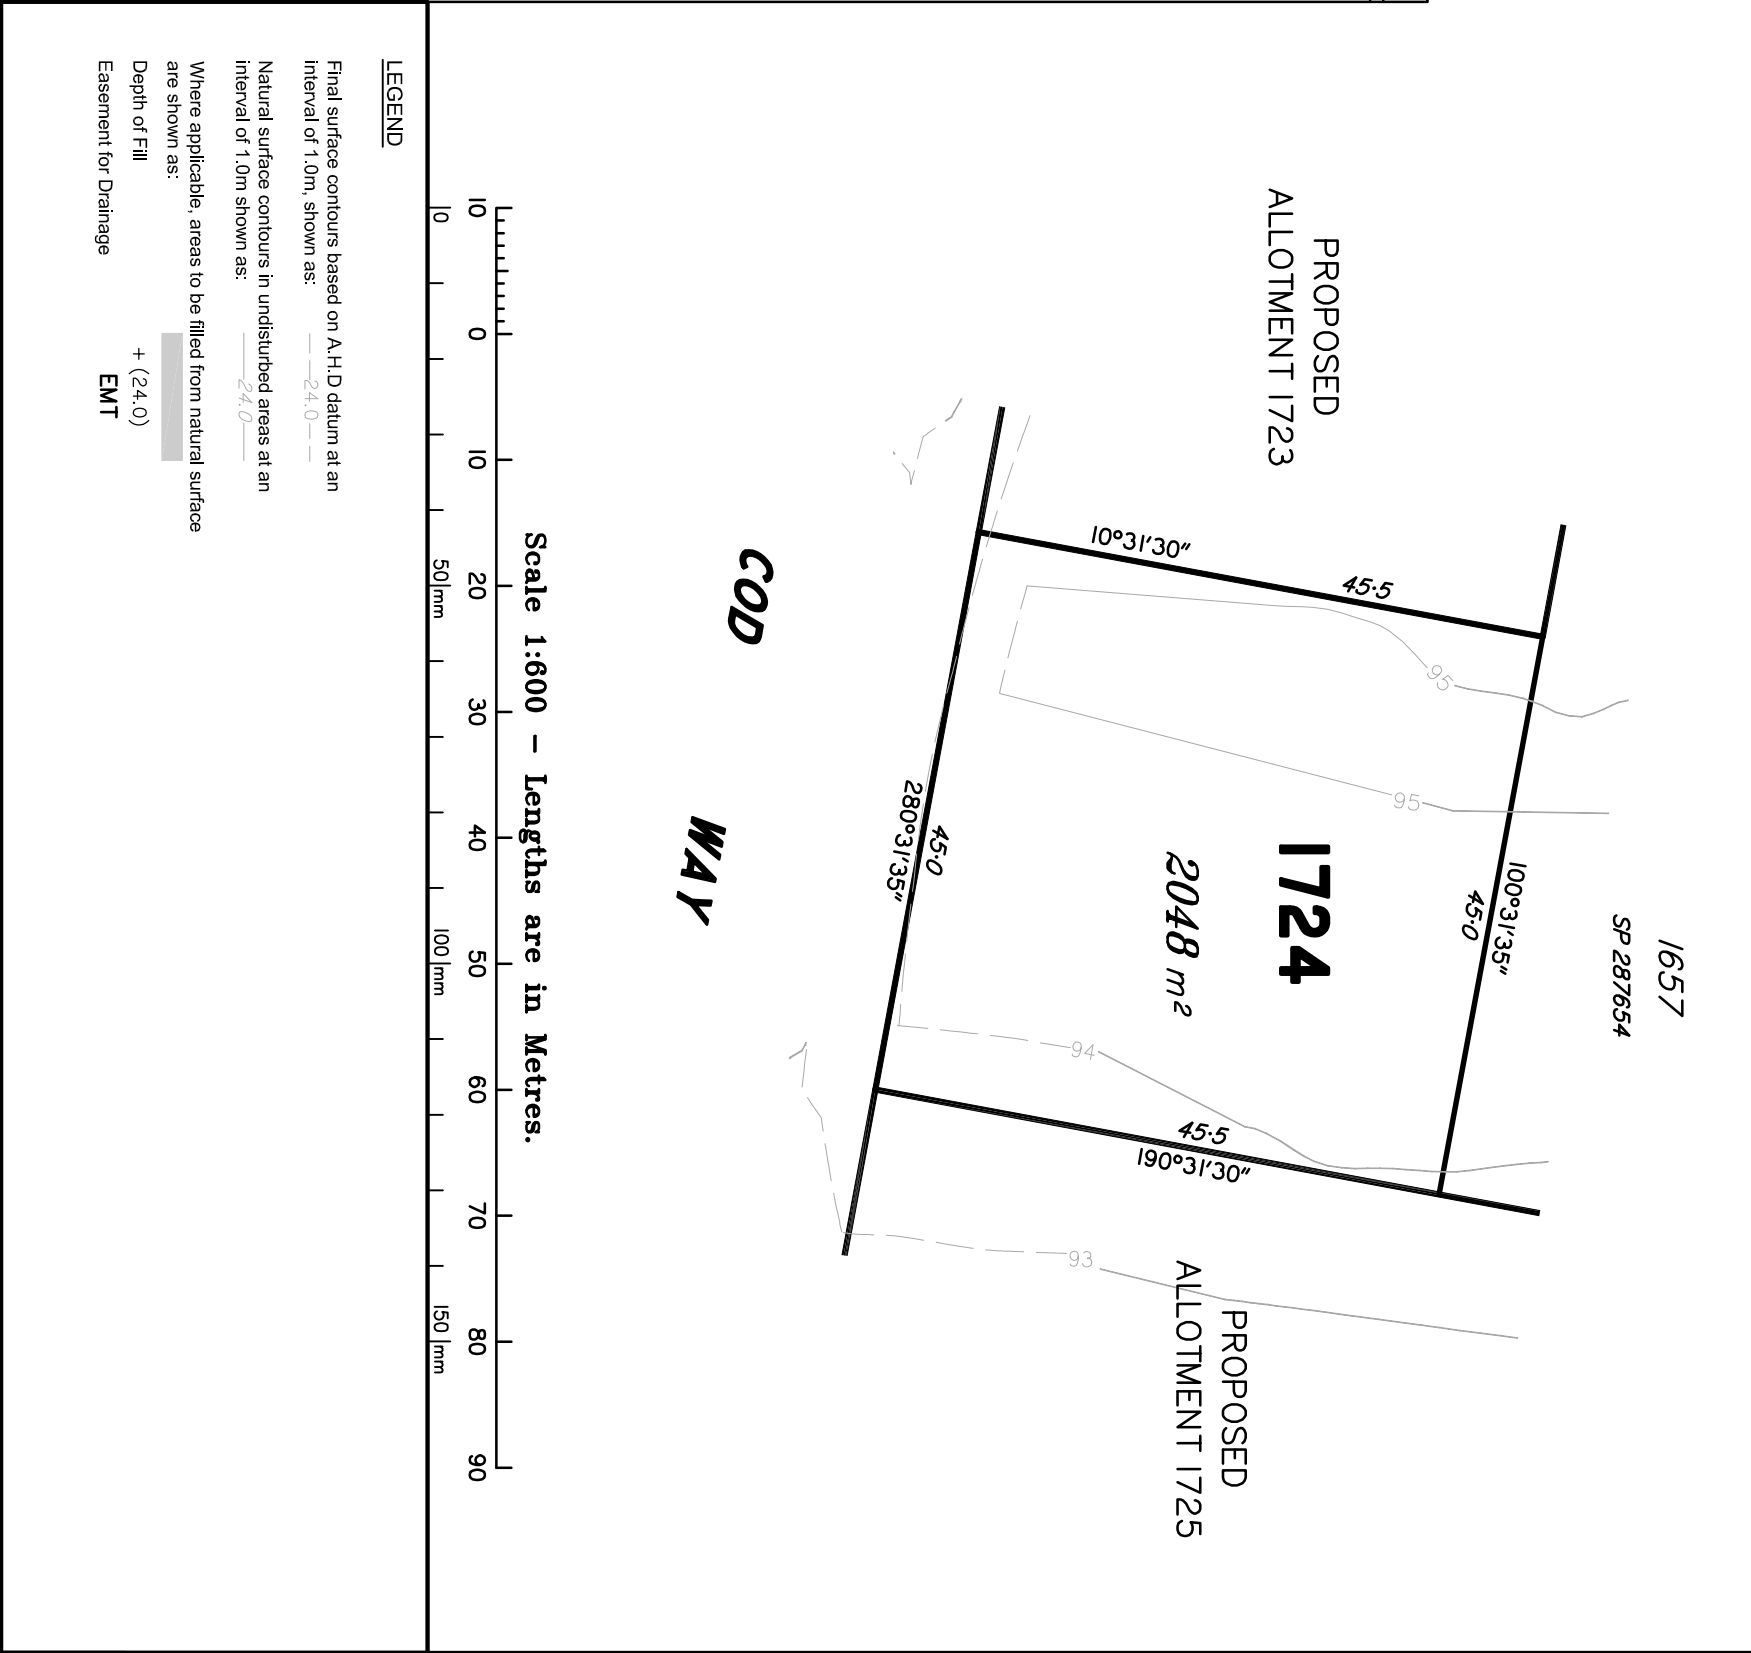 1657
SP 287654
PROPOSED
ALLOTMENT 1723
10°31'30"
45·5
95
95
100°31'35"
45·0
1724
2048 m²
94
45·5
190°31'30"
93
PROPOSED
ALLOTMENT 1725
45·0
280°31'35"
COD WAY
Scale 1:600 – Lengths are in Metres.
10 0 10 20 30 40 50 60 70 80 90
0 50 mm 100 mm 150 mm
LEGEND
Final surface contours based on A.H.D datum at an
interval of 1.0m, shown as: 24.0
Natural surface contours in undisturbed areas at an
interval of 1.0m shown as: 24.0
Where applicable, areas to be filled from natural surface
are shown as:
Depth of Fill + (24.0)
Easement for Drainage EMT